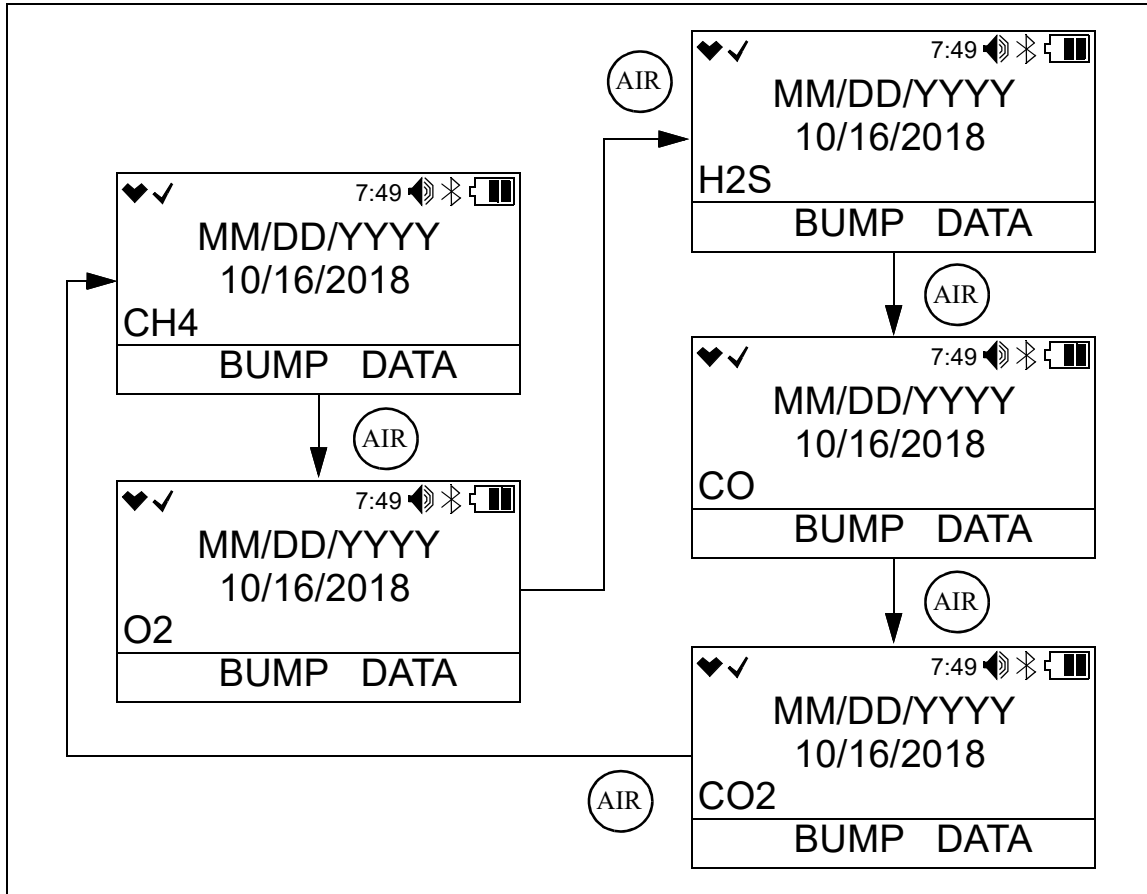 7:49
MM/DD/YYYY
10/16/2018
CH4
BUMP DATA
AIR
7:49
MM/DD/YYYY
10/16/2018
O2
BUMP DATA
AIR
7:49
MM/DD/YYYY
10/16/2018
H2S
BUMP DATA
AIR
7:49
MM/DD/YYYY
10/16/2018
CO
BUMP DATA
AIR
7:49
MM/DD/YYYY
10/16/2018
CO2
BUMP DATA
AIR